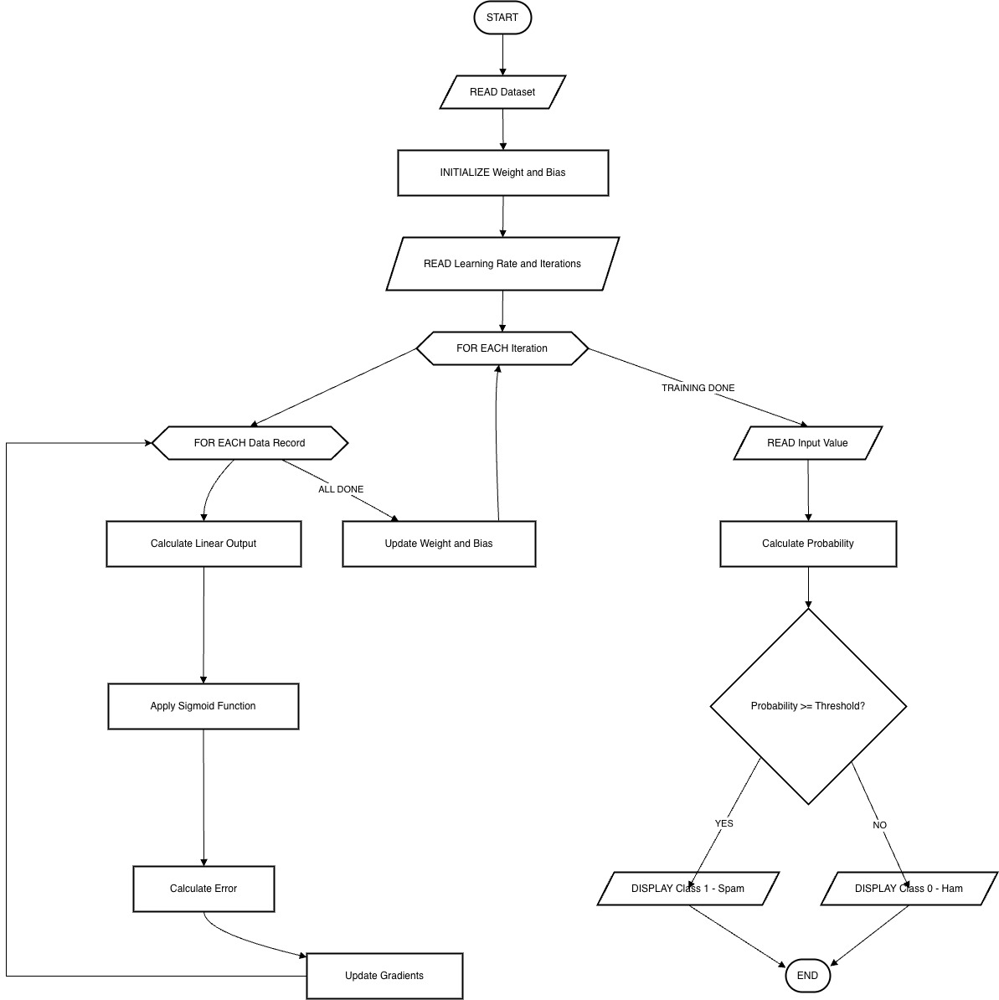 START
READ Dataset
INITIALIZE Weight and Bias
READ Learning Rate and Iterations
FOR EACH Iteration
TRAINING DONE
FOR EACH Data Record
READ Input Value
ALL DONE
Calculate Linear Output
Update Weight and Bias
Calculate Probability
Apply Sigmoid Function
Probability >= Threshold?
YES
NO
Calculate Error
DISPLAY Class 1 - Spam
DISPLAY Class 0 - Ham
Update Gradients
END